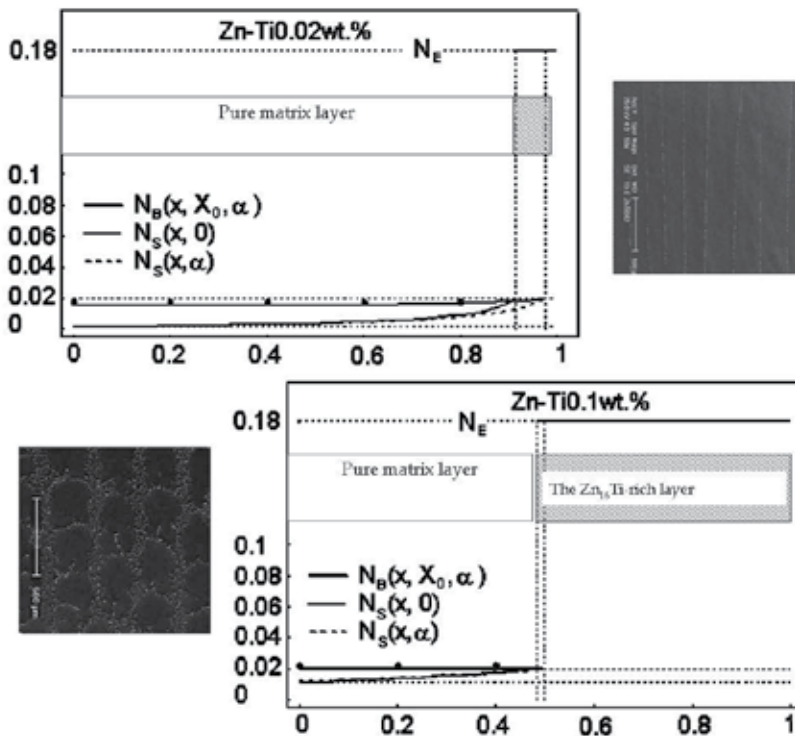 Zn-Ti0.02wt.%
0.18
N_E
Pure matrix layer
0.1
0.08
0.06
0.04
0.02
0
N_B(x, X_0, α)
N_S(x, 0)
N_S(x, α)
0 0.2 0.4 0.6 0.8 1
Zn-Ti0.1wt.%
0.18
N_E
Pure matrix layer
The Zn₁₆Ti-rich layer
0.1
0.08
0.06
0.04
0.02
0
N_B(x, X_0, α)
N_S(x, 0)
N_S(x, α)
0 0.2 0.4 0.6 0.8 1
500 µm